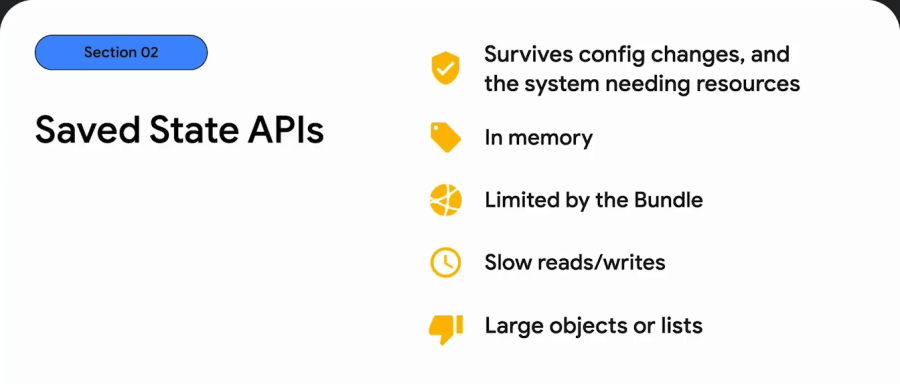 Section 02
Saved State APIs
Survives config changes, and
the system needing resources
In memory
Limited by the Bundle
Slow reads/writes
Large objects or lists